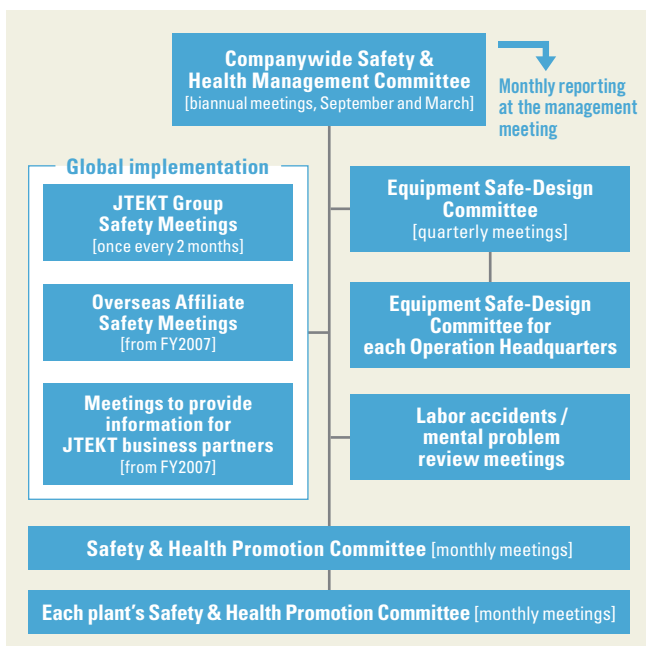 Companywide Safety &
Health Management Committee
[biannual meetings, September and March]
Monthly reporting
at the management
meeting
Global implementation
JTEKT Group
Safety Meetings
[once every 2 months]
Overseas Affiliate
Safety Meetings
[from FY2007]
Meetings to provide
information for
JTEKT business partners
[from FY2007]
Equipment Safe-Design
Committee
[quarterly meetings]
Equipment Safe-Design
Committee for
each Operation Headquarters
Labor accidents /
mental problem
review meetings
Safety & Health Promotion Committee [monthly meetings]
Each plant's Safety & Health Promotion Committee [monthly meetings]